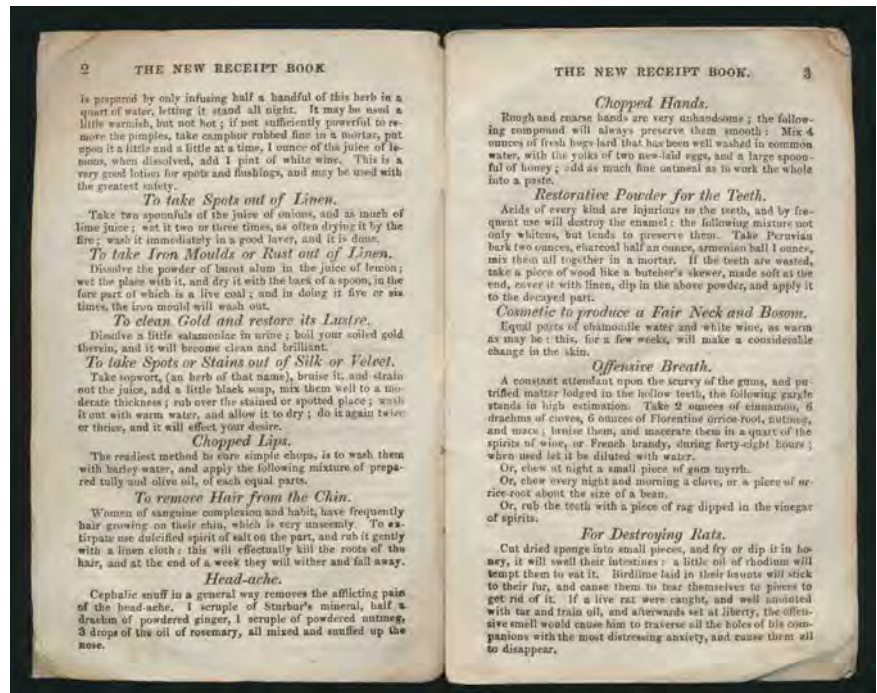 2 THE NEW RECEIPT BOOK
is prepared by only infusing half a handful of this herb in a
quart of water, letting it stand all night. It may be used a
little warmish, but not hot; if not sufficiently powerful to re-
move the pimples, take camphur rubbed fine in a mortar, put
upon it a little and a little at a time, 1 ounce of the juice of le-
mons, when dissolved, add 1 pint of white wine. This is a
very good lotion for spots and flushings, and may be used with
the greatest safety.
To take Spots out of Linen.
Take two spoonfuls of the juice of onions, and as much of
lime juice; wet it two or three times, as often drying it by the
fire; wash it immediately in a good laver, and it is done.
To take Iron Moulds or Rust out of Linen.
Dissolve the powder of burnt alum in the juice of lemon;
wet the place with it, and dry it with the back of a spoon, in the
fore part of which is a live coal; and in doing it five or six
times, the iron mould will wash out.
To clean Gold and restore its Lustre.
Dissolve a little salamoniac in urine; boil your soiled gold
therein, and it will become clean and brilliant.
To take Spots or Stains out of Silk or Velvet.
Take sopwort, (an herb of that name), bruise it, and strain
out the juice, add a little black soap, mix them well to a mo-
derate thickness; rub over the stained or spotted place; wash
it out with warm water, and allow it to dry; do it again twice
or thrice, and it will effect your desire.
Chopped Lips.
The readiest method to cure simple chops, is to wash them
with barley-water, and apply the following mixture of prepa-
red tully and olive oil, of each equal parts.
To remove Hair from the Chin.
Women of sanguine complexion and habit, have frequently
hair growing on their chin, which is very unseemly. To ex-
tirpate use dulcified spirit of salt on the part, and rub it gently
with a linen cloth: this will effectually kill the roots of the
hair, and at the end of a week they will wither and fall away.
Head-ache.
Cephalic snuff in a general way removes the afflicting pain
of the head-ache. 1 scruple of Sturbur's mineral, half a
drachm of powdered ginger, 1 scruple of powdered nutmeg,
3 drops of the oil of rosemary, all mixed and snuffed up the
nose.
THE NEW RECEIPT BOOK. 3
Chopped Hands.
Rough and coarse hands are very unhandsome; the follow-
ing compound will always preserve them smooth: Mix 4
ounces of fresh hogs-lard that has been well washed in common
water, with the yolks of two new-laid eggs, and a large spoon-
ful of honey; add as much fine oatmeal as to work the whole
into a paste.
Restorative Powder for the Teeth.
Acids of every kind are injurious to the teeth, and by fre-
quent use will destroy the enamel: the following mixture not
only whitens, but tends to preserve them. Take Peruvian
bark two ounces, charcoal half an ounce, armenian ball 1 ounce,
mix them all together in a mortar. If the teeth are wasted,
take a piece of wood like a butcher's skewer, made soft at the
end, cover it with linen, dip in the above powder, and apply it
to the decayed part.
Cosmetic to produce a Fair Neck and Bosom.
Equal parts of chamomile water and white wine, as warm
as may be: this, for a few weeks, will make a considerable
change in the skin.
Offensive Breath.
A constant attendant upon the scurvy of the gums, and pu-
trified matter lodged in the hollow teeth, the following gargle
stands in high estimation. Take 2 ounces of cinnamon, 6
drachms of cloves, 6 ounces of Florentine orrice-root, nutmeg,
and mace; bruise them, and macerate them in a quart of the
spirits of wine, or French brandy, during forty-eight hours;
when used let it be diluted with water.
Or, chew at night a small piece of gum myrrh.
Or, chew every night and morning a clove, or a piece of or-
rice-root about the size of a bean.
Or, rub the teeth with a piece of rag dipped in the vinegar
of spirits.
For Destroying Rats.
Cut dried sponge into small pieces, and fry or dip it in ho-
ney, it will swell their intestines: a little oil of rhodium will
tempt them to eat it. Birdlime laid in their haunts will stick
to their fur, and cause them to tear themselves to pieces to
get rid of it. If a live rat were caught, and well anointed
with tar and train oil, and afterwards set at liberty, the offen-
sive smell would cause him to traverse all the holes of his com-
panions with the most distressing anxiety, and cause them all
to disappear.